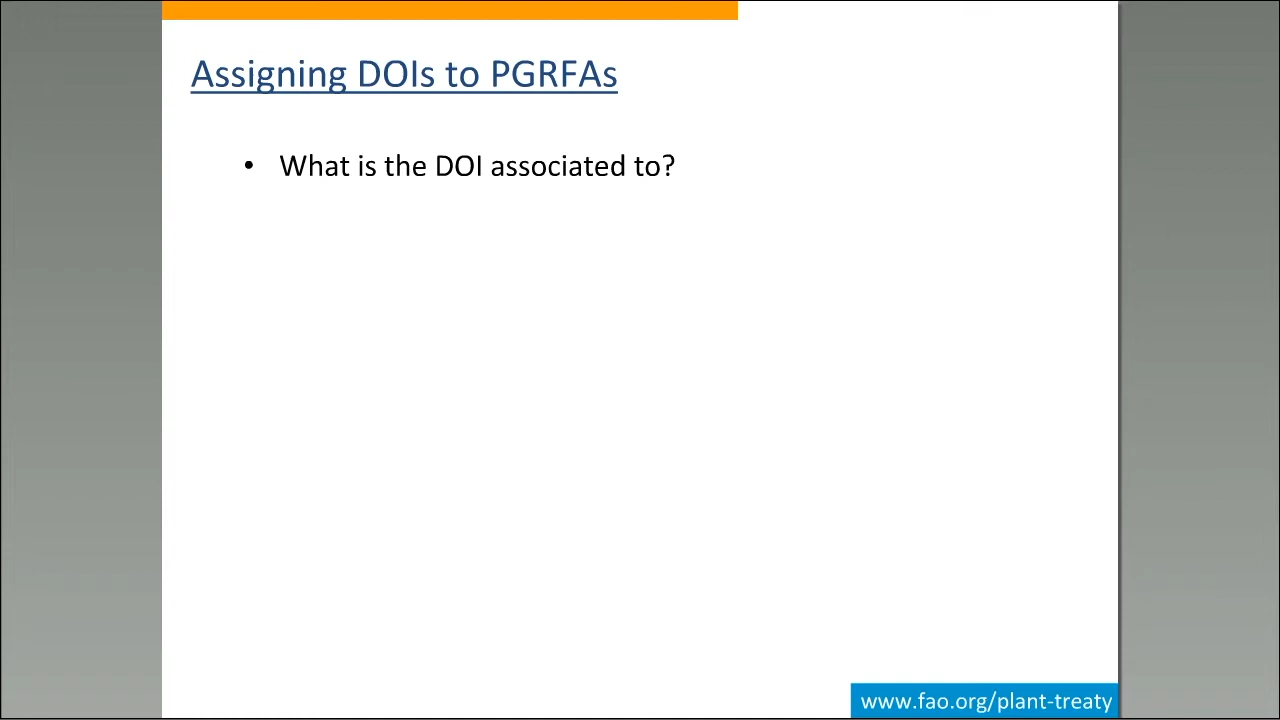 Assigning DOIs to PGRFAs
• What is the DOI associated to?
www.fao.org/plant-treaty